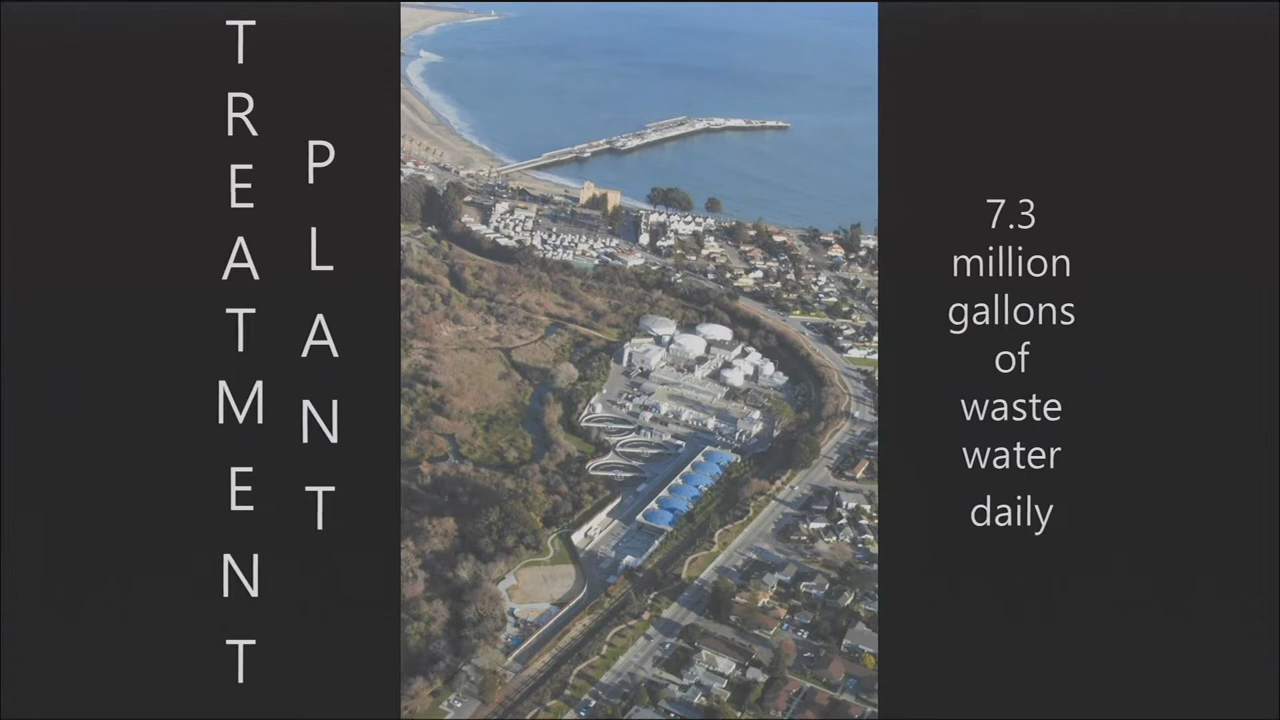 TREATMENT
PLANT
7.3
million
gallons
of
waste
water
daily